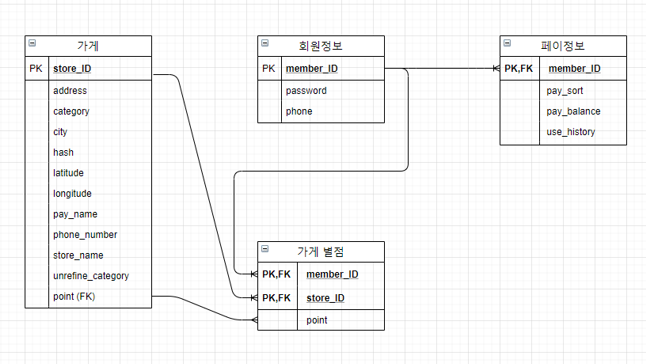 가게
PK store_ID
address
category
city
hash
latitude
longitude
pay_name
phone_number
store_name
unrefine_category
point (FK)
회원정보
PK member_ID
password
phone
페이정보
PK,FK member_ID
pay_sort
pay_balance
use_history
가게 별점
PK,FK member_ID
PK,FK store_ID
point